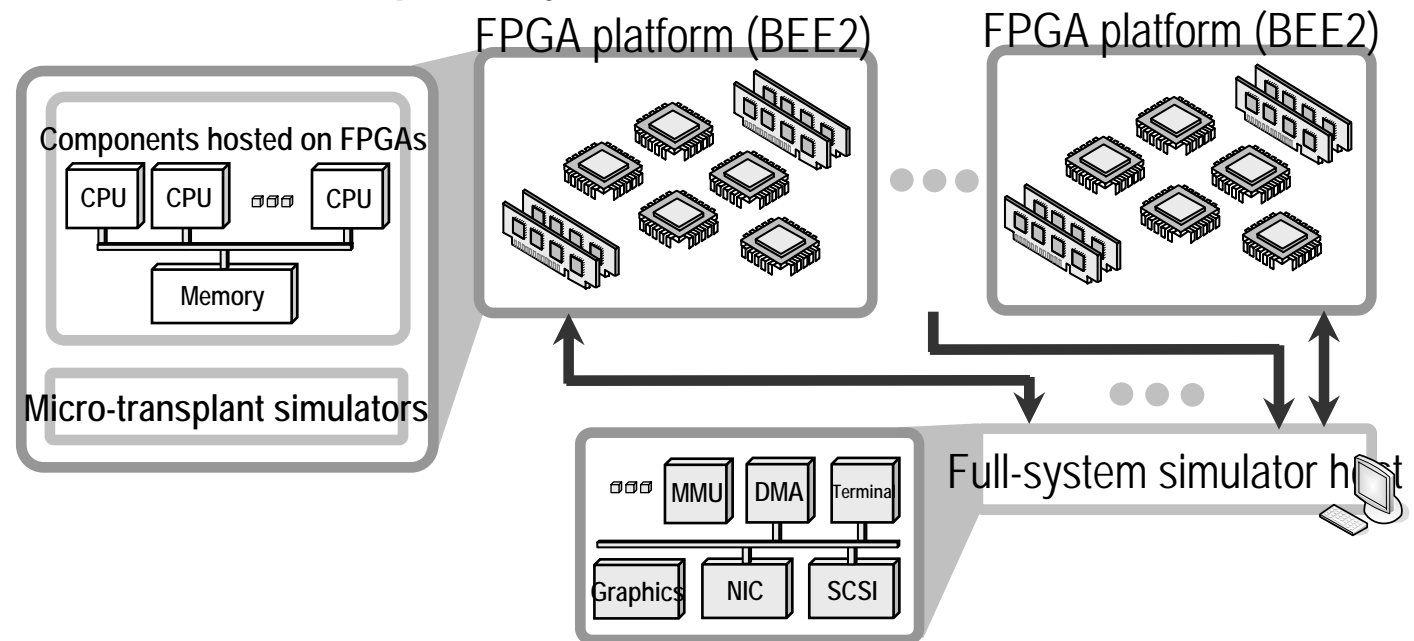 FPGA platform (BEE2)
FPGA platform (BEE2)
Components hosted on FPGAs
CPU
CPU
CPU
Memory
Micro-transplant simulators
Full-system simulator
MMU
DMA
Termina
Graphics
NIC
SCSI